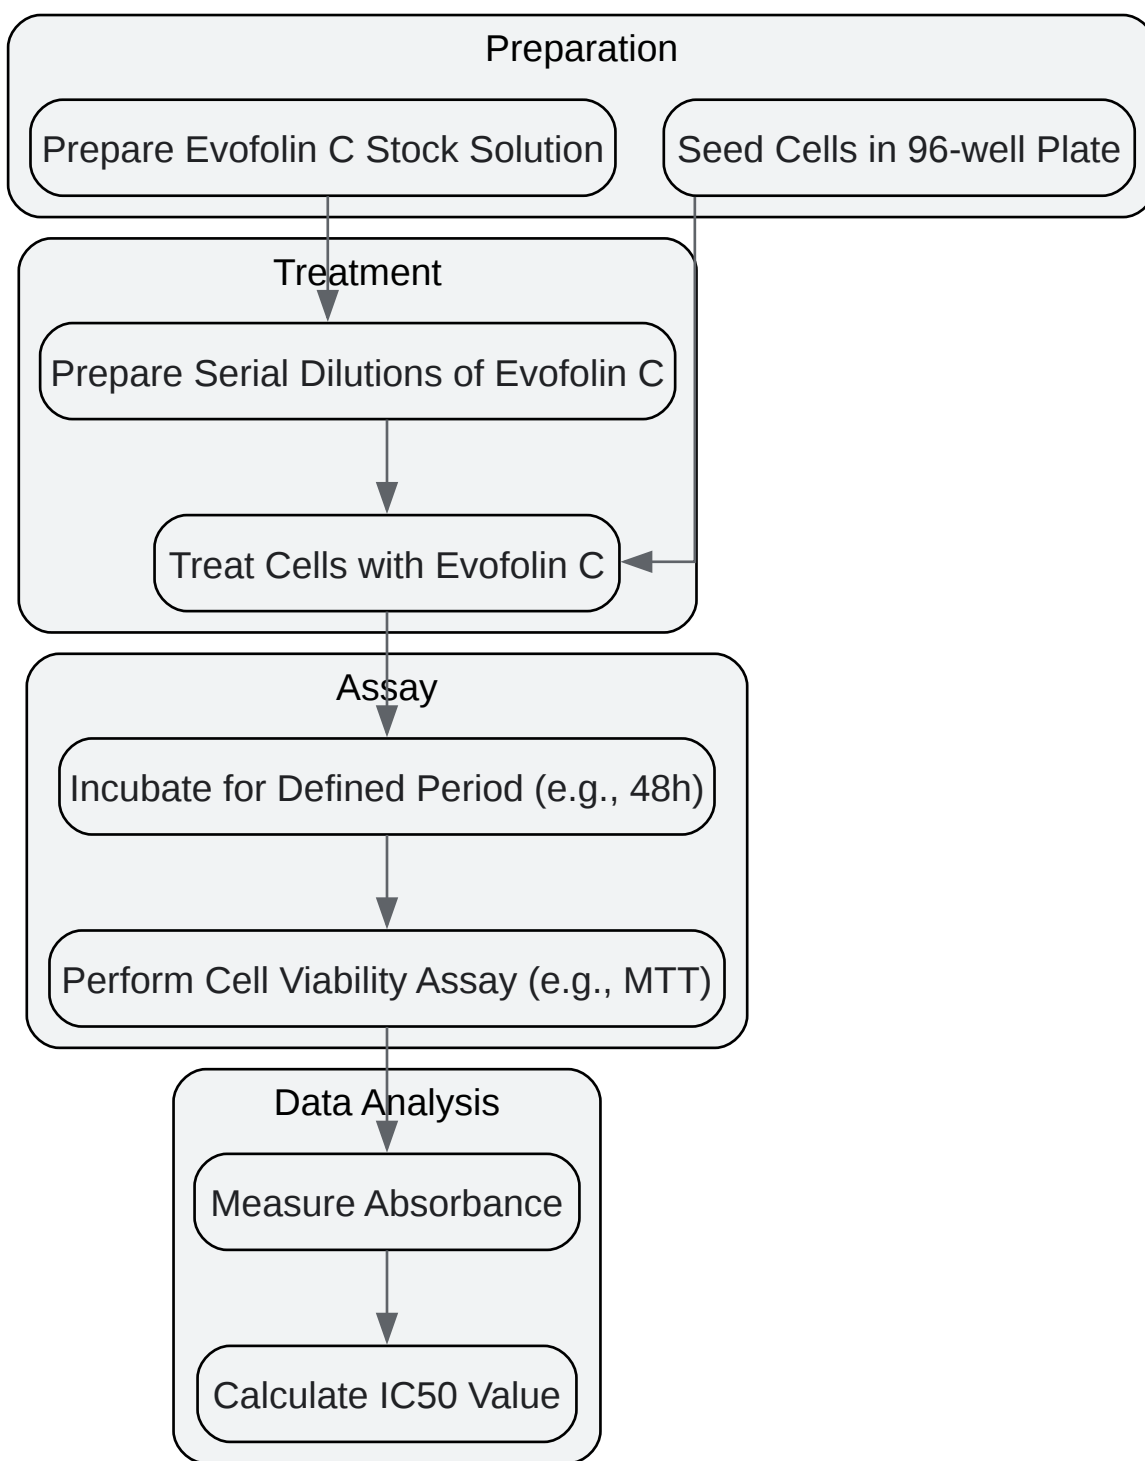 Preparation
Prepare Evofolin C Stock Solution
Seed Cells in 96-well Plate
Treatment
Prepare Serial Dilutions of Evofolin C
Treat Cells with Evofolin C
Assay
Incubate for Defined Period (e.g., 48h)
Perform Cell Viability Assay (e.g., MTT)
Data Analysis
Measure Absorbance
Calculate IC50 Value